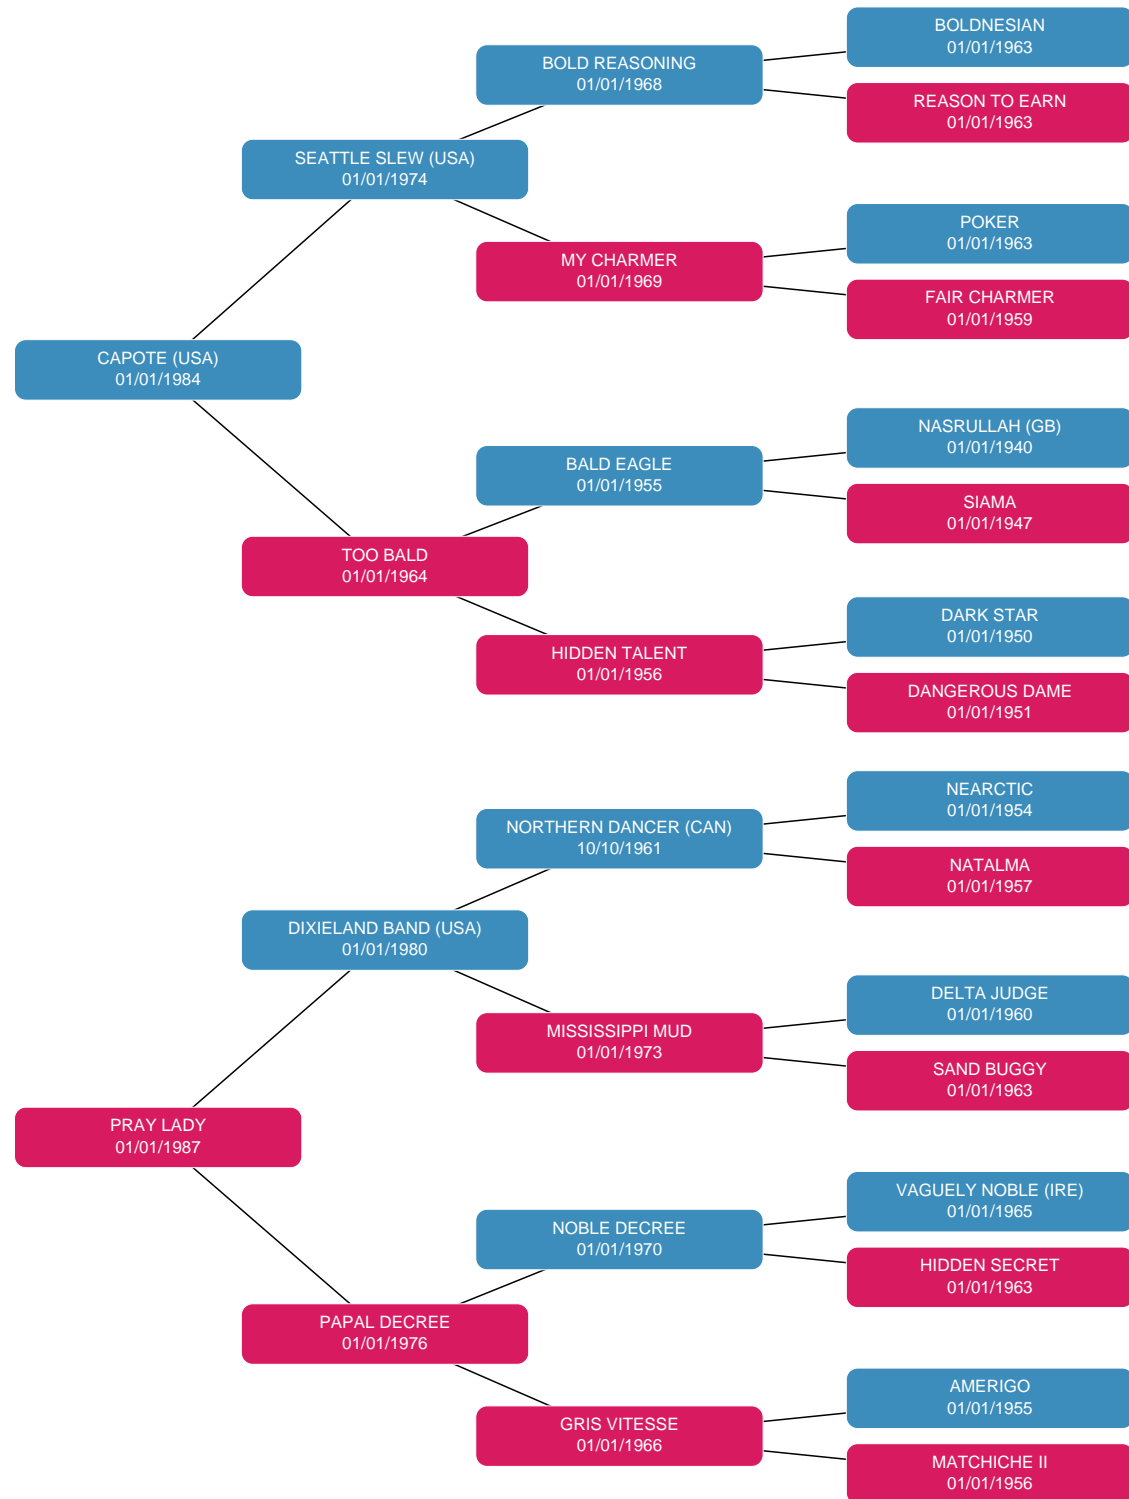 BOLDNESIAN
01/01/1963
BOLD REASONING
01/01/1968
REASON TO EARN
01/01/1963
SEATTLE SLEW (USA)
01/01/1974
POKER
01/01/1963
MY CHARMER
01/01/1969
FAIR CHARMER
01/01/1959
CAPOTE (USA)
01/01/1984
NASRULLAH (GB)
01/01/1940
BALD EAGLE
01/01/1955
SIAMA
01/01/1947
TOO BALD
01/01/1964
DARK STAR
01/01/1950
HIDDEN TALENT
01/01/1956
DANGEROUS DAME
01/01/1951
NEARCTIC
01/01/1954
NORTHERN DANCER (CAN)
10/10/1961
NATALMA
01/01/1957
DIXIELAND BAND (USA)
01/01/1980
DELTA JUDGE
01/01/1960
MISSISSIPPI MUD
01/01/1973
SAND BUGGY
01/01/1963
PRAY LADY
01/01/1987
VAGUELY NOBLE (IRE)
01/01/1965
NOBLE DECREE
01/01/1970
HIDDEN SECRET
01/01/1963
PAPAL DECREE
01/01/1976
AMERIGO
01/01/1955
GRIS VITESSE
01/01/1966
MATCHICHE II
01/01/1956